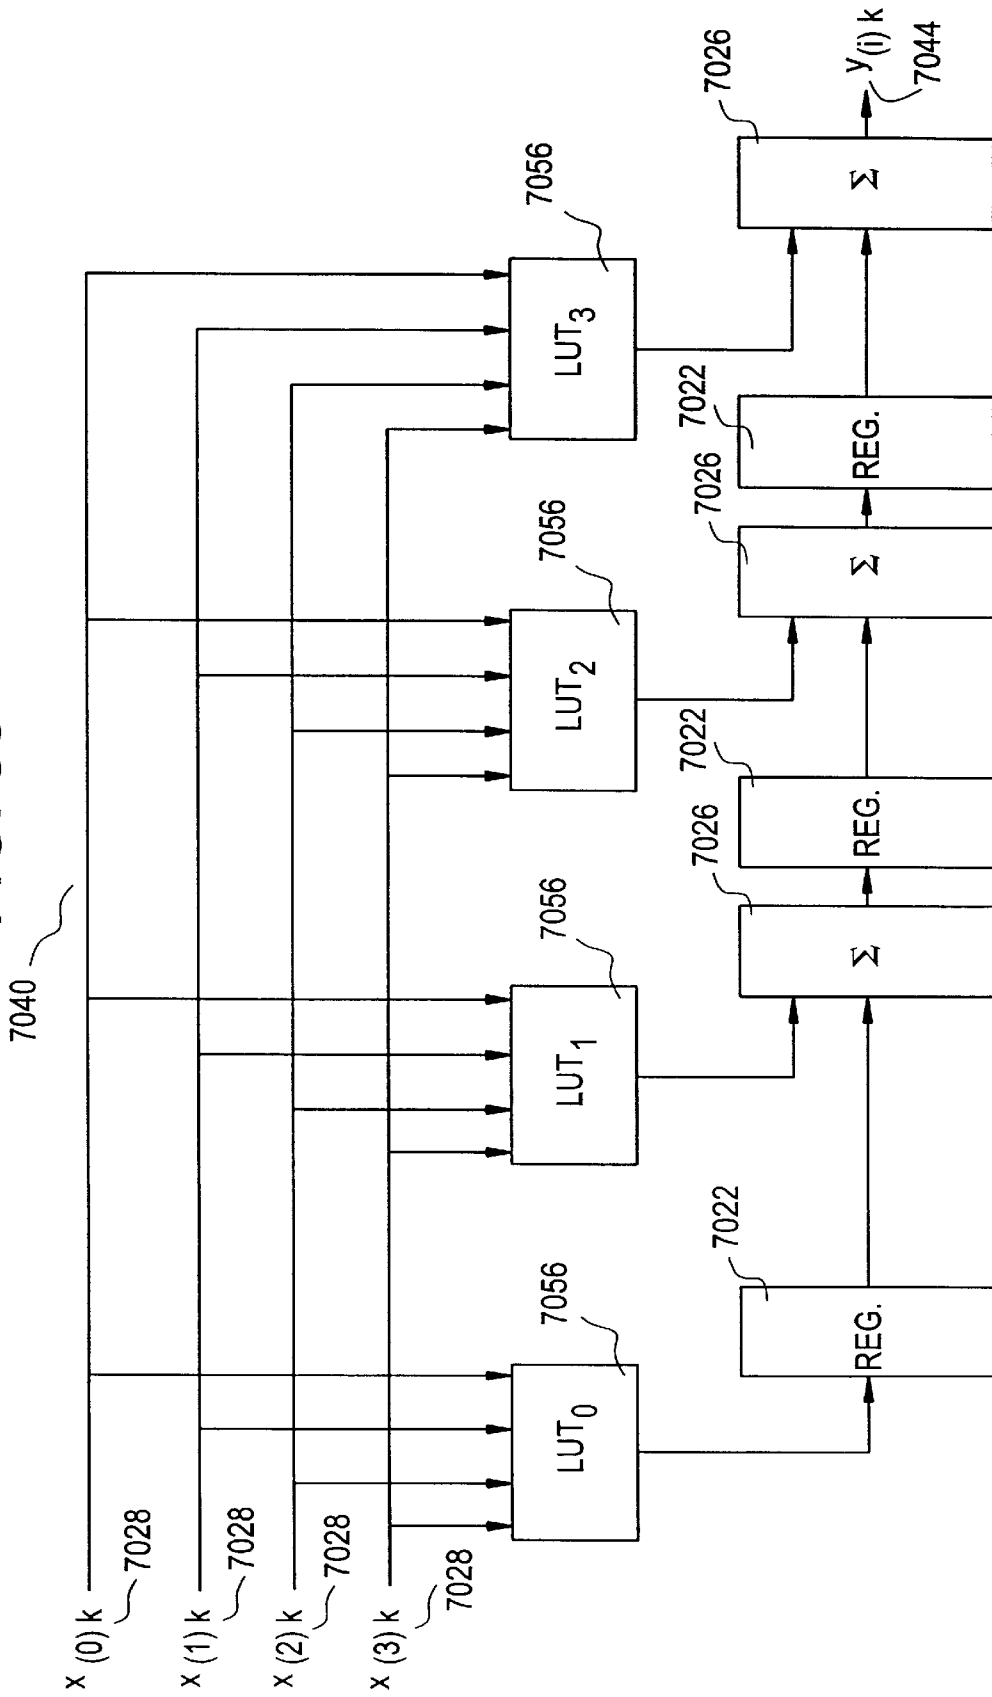 7040
x (0) k
7028
x (1) k
7028
x (2) k
7028
x (3) k
7028
LUT0
7056
LUT1
7056
LUT2
7056
LUT3
7056
REG.
7022
Σ
7026
REG.
7022
Σ
7026
REG.
7022
Σ
7026
y(i) k
7044